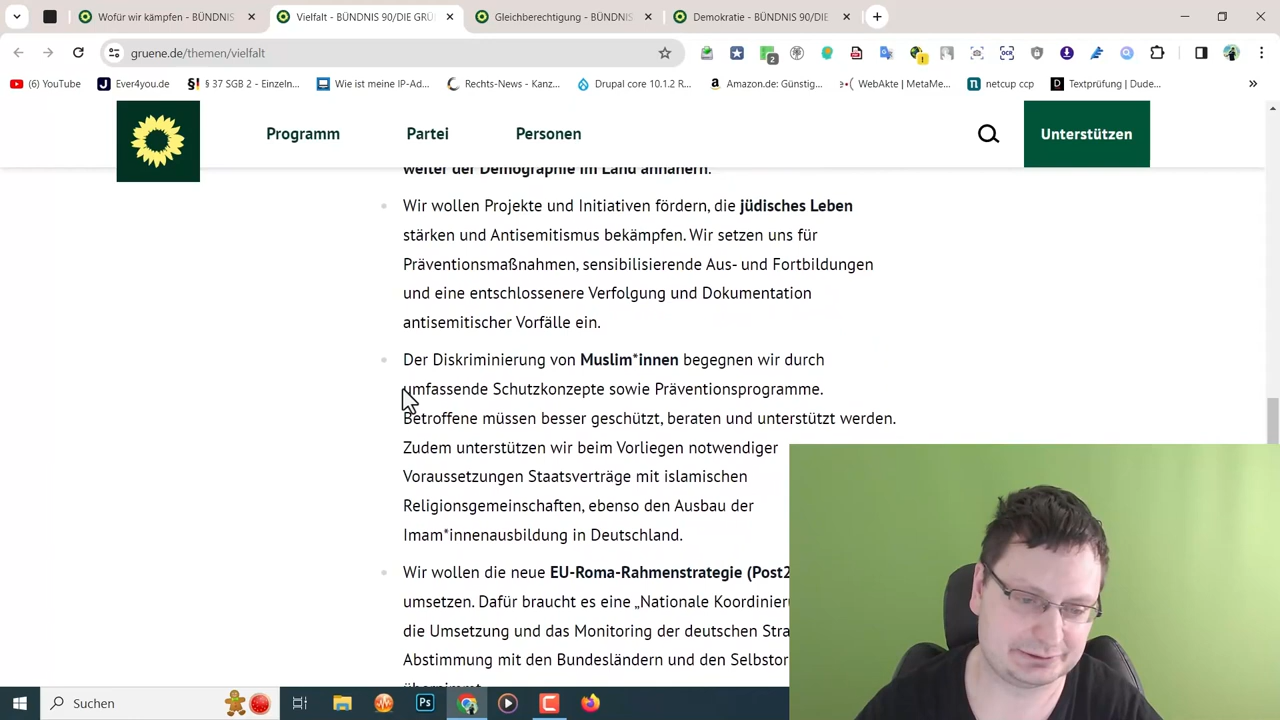 Wofür wir kämpfen - BÜNDNIS
Vielfalt - BÜNDNIS 90/DIE GRÜ
Gleichberechtigung - BÜNDNIS
Demokratie - BÜNDNIS 90/DIE
gruene.de/themen/vielfalt
(6) YouTube
Ever4you.de
§ 37 SGB 2 - Einzeln...
Wie ist meine IP-Ad...
Rechts-News - Kanz...
Drupal core 10.1.2 R...
Amazon.de: Günstig...
WebAkte | MetaMe...
netcup ccp
Textprüfung | Dude...
Programm
Partei
Personen
Unterstützen
weiter der Demographie im Land annähern.
Wir wollen Projekte und Initiativen fördern, die jüdisches Leben
stärken und Antisemitismus bekämpfen. Wir setzen uns für
Präventionsmaßnahmen, sensibilisierende Aus- und Fortbildungen
und eine entschlossenere Verfolgung und Dokumentation
antisemitischer Vorfälle ein.
Der Diskriminierung von Muslim*innen begegnen wir durch
umfassende Schutzkonzepte sowie Präventionsprogramme.
Betroffene müssen besser geschützt, beraten und unterstützt werden.
Zudem unterstützen wir beim Vorliegen notwendiger
Voraussetzungen Staatsverträge mit islamischen
Religionsgemeinschaften, ebenso den Ausbau der
Imam*innenausbildung in Deutschland.
Wir wollen die neue EU-Roma-Rahmenstrategie (Post2
umsetzen. Dafür braucht es eine „Nationale Koordinieru
die Umsetzung und das Monitoring der deutschen Stra
Abstimmung mit den Bundesländern und den Selbstor
Suchen